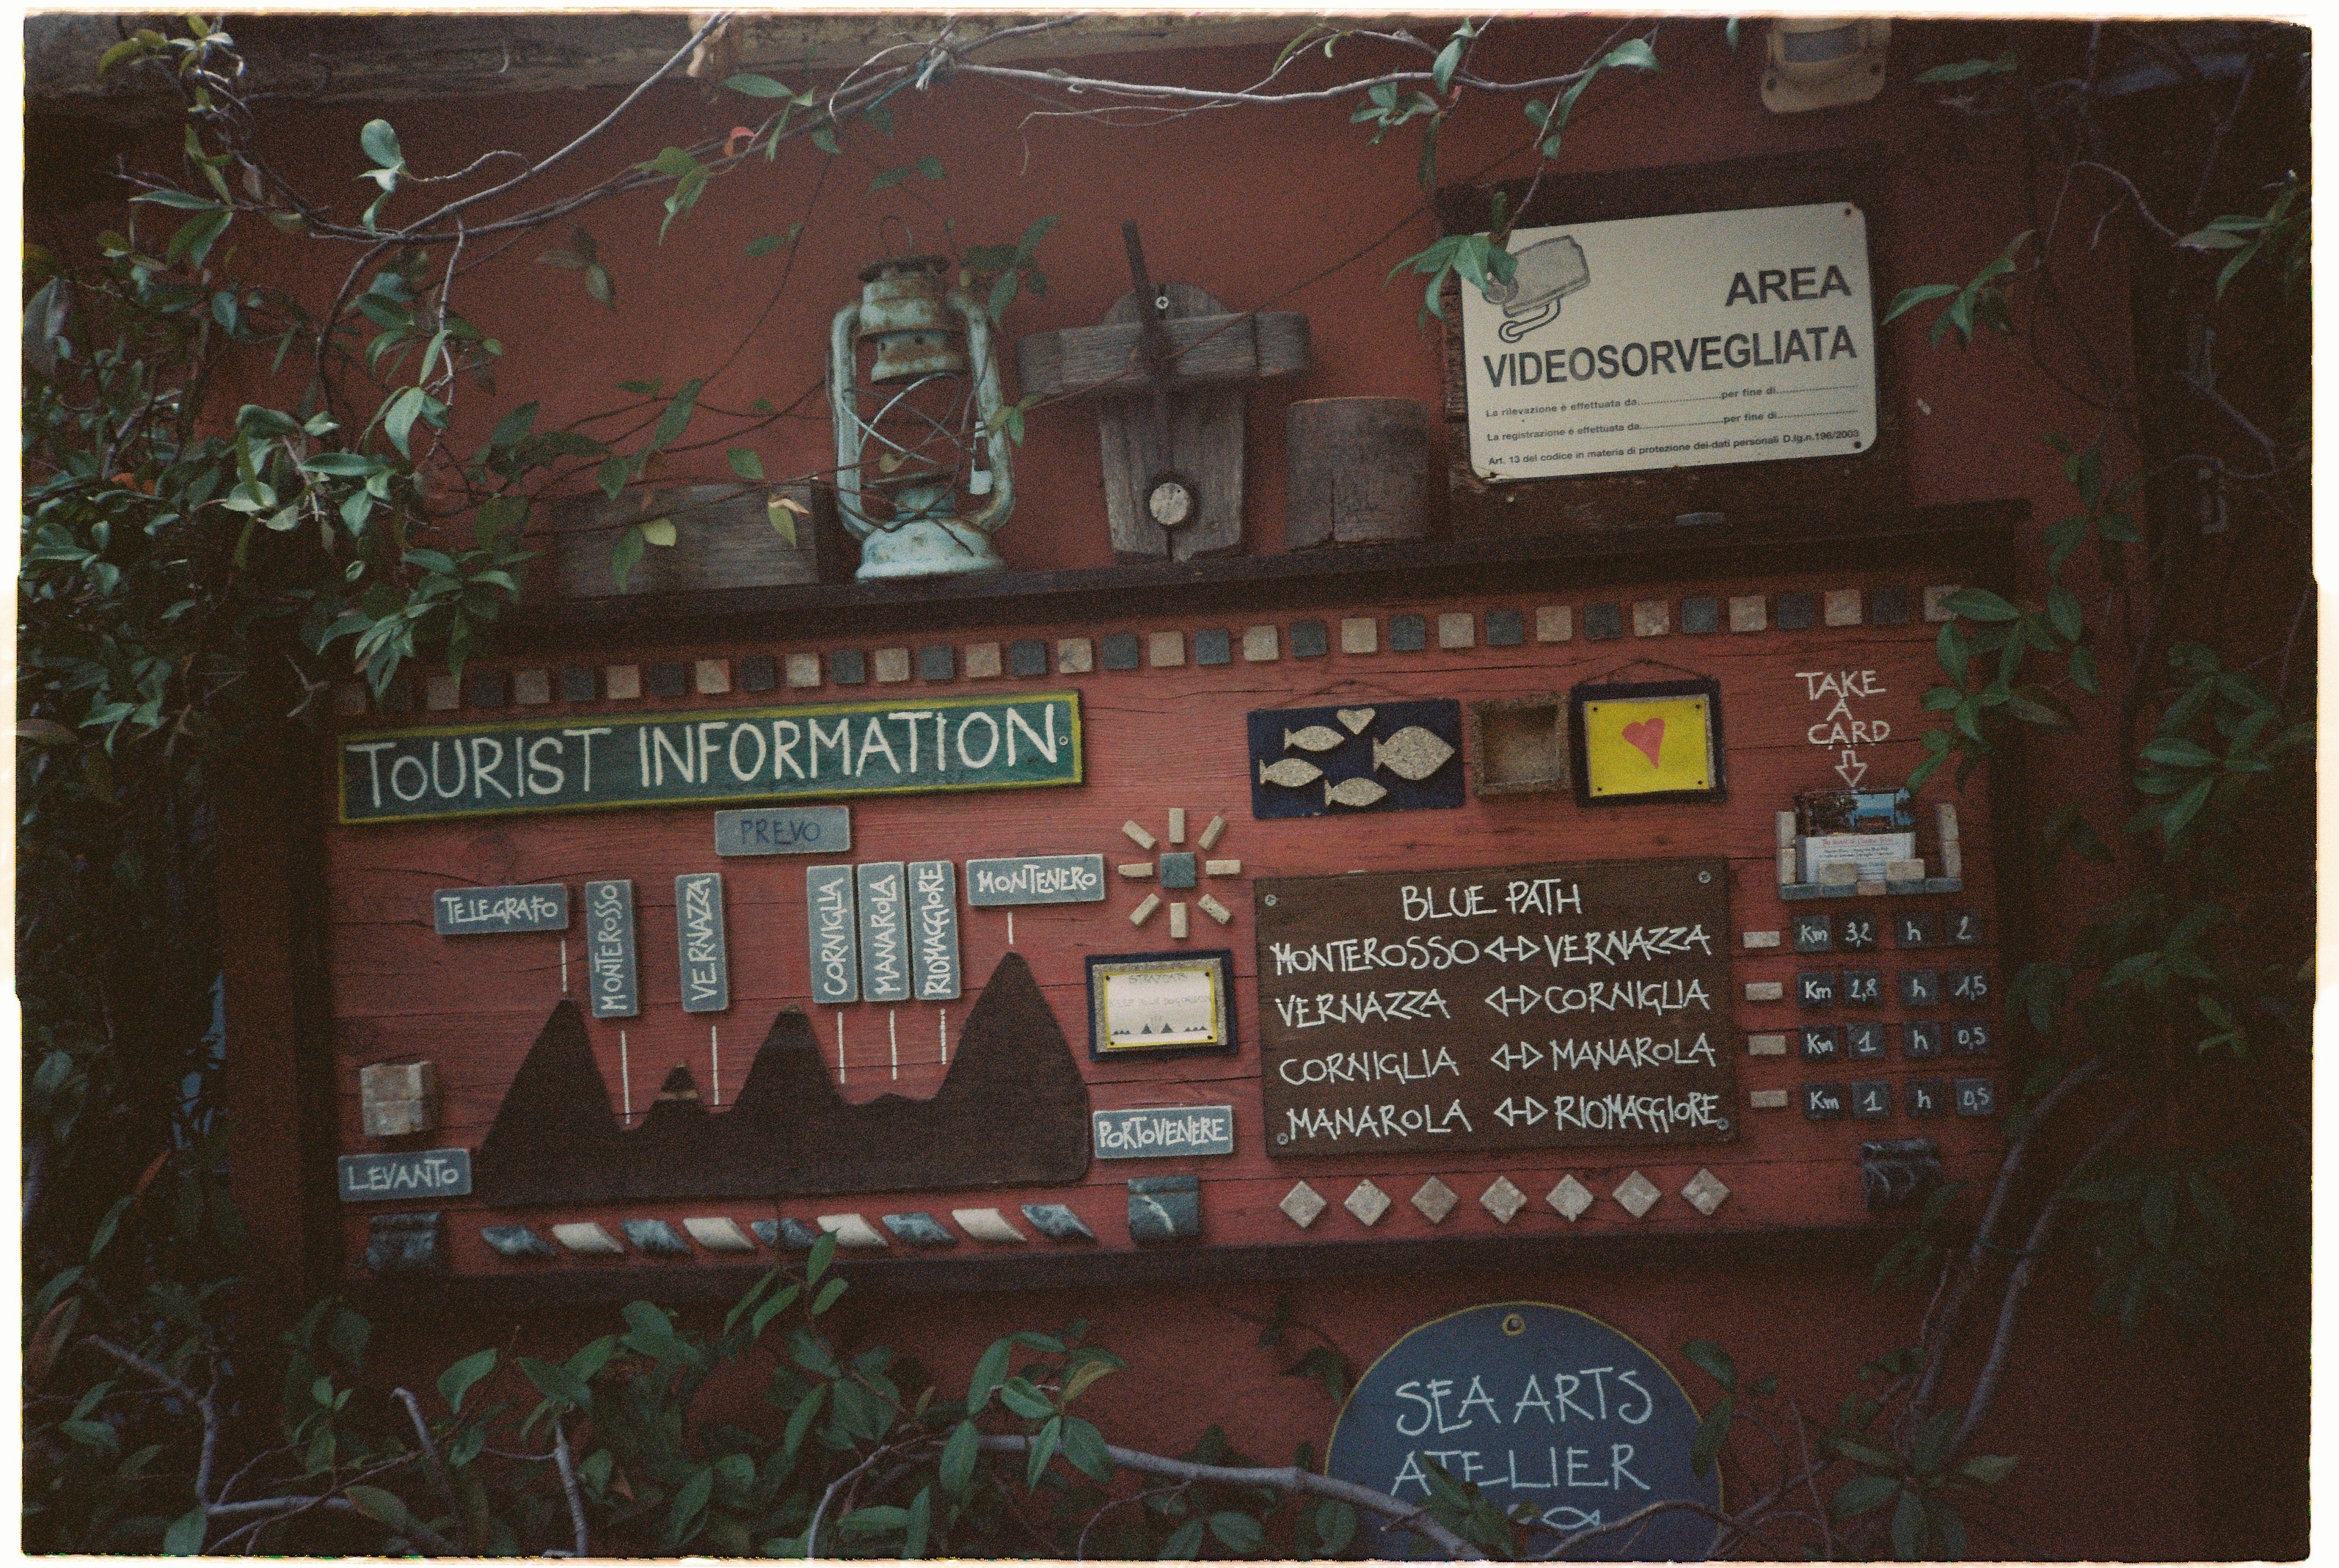 AREA
VIDEOSORVEGLIATA
La rilevazione è effettuata da..............................per fine di..............................
La registrazione è effettuata da..............................per fine di..............................
Art. 13 del codice in materia di protezione dei dati personali D.lg.n.196/2003
TOURIST INFORMATION
PREVO
TELEGRAFO
MONTEROSSO
VERNAZZA
CORNIGLIA
MANAROLA
RIOMAGGIORE
MONTENERO
LEVANTO
PORTOVENERE
TAKE
A
CARD
BLUE PATH
MONTEROSSO ⇔ VERNAZZA Km 3,2 h 2
VERNAZZA ⇔ CORNIGLIA Km 2,8 h 1,5
CORNIGLIA ⇔ MANAROLA Km 1 h 0,5
MANAROLA ⇔ RIOMAGGIORE Km 1 h 0,5
SEA ARTS
ATELIER